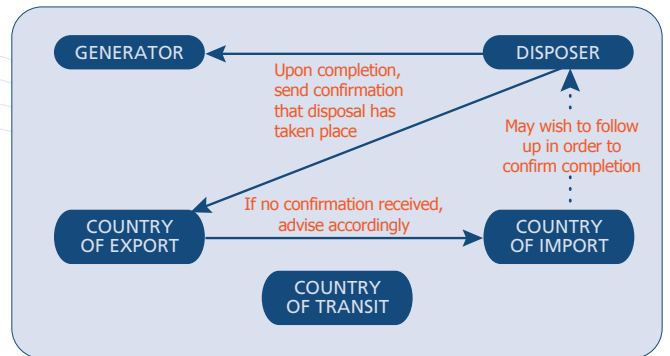 GENERATOR
DISPOSER
Upon completion,
send confirmation
that disposal has
taken place
May wish to follow
up in order to
confirm completion
If no confirmation received,
advise accordingly
COUNTRY
OF EXPORT
COUNTRY
OF IMPORT
COUNTRY
OF TRANSIT